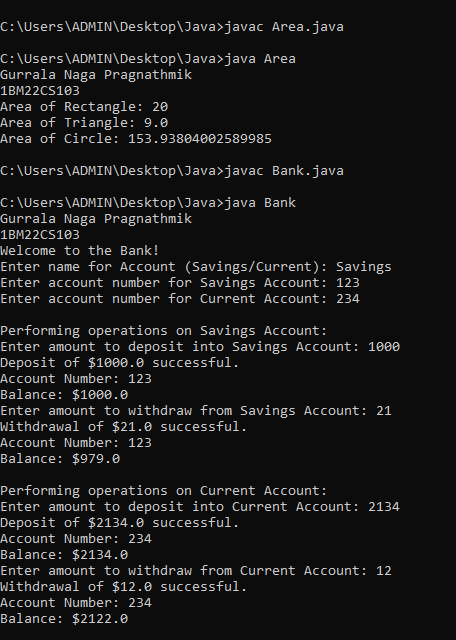 C:\Users\ADMIN\Desktop\Java>javac Area.java
C:\Users\ADMIN\Desktop\Java>java Area
Gurrala Naga Pragnathmik
1BM22CS103
Area of Rectangle: 20
Area of Triangle: 9.0
Area of Circle: 153.93804002589985
C:\Users\ADMIN\Desktop\Java>javac Bank.java
C:\Users\ADMIN\Desktop\Java>java Bank
Gurrala Naga Pragnathmik
1BM22CS103
Welcome to the Bank!
Enter name for Account (Savings/Current): Savings
Enter account number for Savings Account: 123
Enter account number for Current Account: 234
Performing operations on Savings Account:
Enter amount to deposit into Savings Account: 1000
Deposit of $1000.0 successful.
Account Number: 123
Balance: $1000.0
Enter amount to withdraw from Savings Account: 21
Withdrawal of $21.0 successful.
Account Number: 123
Balance: $979.0
Performing operations on Current Account:
Enter amount to deposit into Current Account: 2134
Deposit of $2134.0 successful.
Account Number: 234
Balance: $2134.0
Enter amount to withdraw from Current Account: 12
Withdrawal of $12.0 successful.
Account Number: 234
Balance: $2122.0